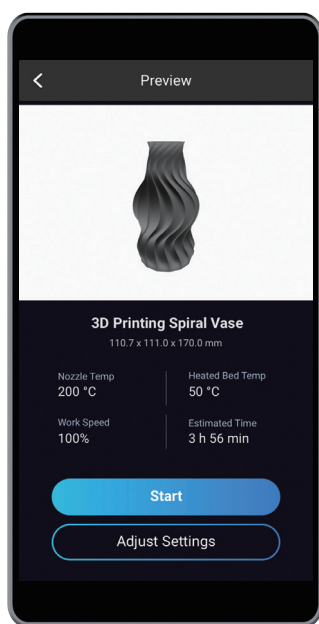 Preview
3D Printing Spiral Vase
110.7 x 111.0 x 170.0 mm
Nozzle Temp
200 °C
Heated Bed Temp
50 °C
Work Speed
100%
Estimated Time
3 h 56 min
Start
Adjust Settings